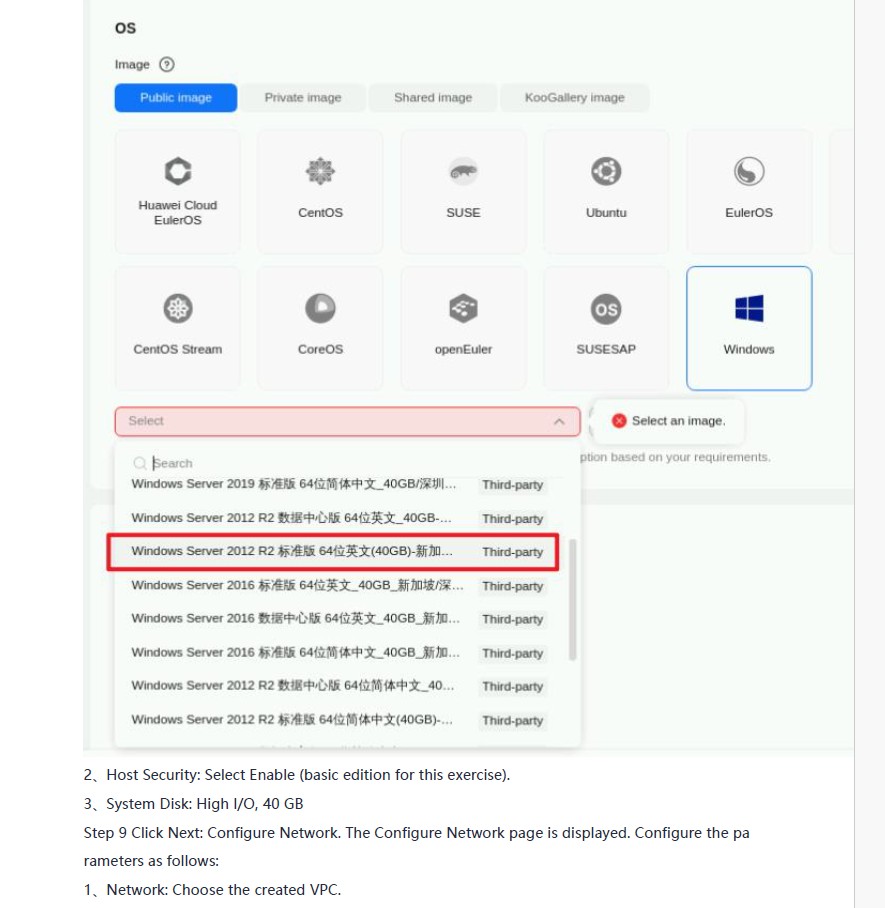 OS
Image ?
Public image Private image Shared image KooGallery image
Huawei Cloud
EulerOS
CentOS
SUSE
Ubuntu
EulerOS
CentOS Stream
CoreOS
openEuler
OS
SUSESAP
Windows
Select
Select an image.
Search
ption based on your requirements.
Windows Server 2019 标准版 64位简体中文_40GB/深圳... Third-party
Windows Server 2012 R2 数据中心版 64位英文_40GB-... Third-party
Windows Server 2012 R2 标准版 64位英文(40GB)-新加... Third-party
Windows Server 2016 标准版 64位英文_40GB_新加坡/深... Third-party
Windows Server 2016 数据中心版 64位英文_40GB_新加... Third-party
Windows Server 2016 标准版 64位简体中文_40GB_新加... Third-party
Windows Server 2012 R2 数据中心版 64位简体中文_40... Third-party
Windows Server 2012 R2 标准版 64位简体中文(40GB)-... Third-party
2、Host Security: Select Enable (basic edition for this exercise).
3、System Disk: High I/O, 40 GB
Step 9 Click Next: Configure Network. The Configure Network page is displayed. Configure the pa
rameters as follows:
1、Network: Choose the created VPC.